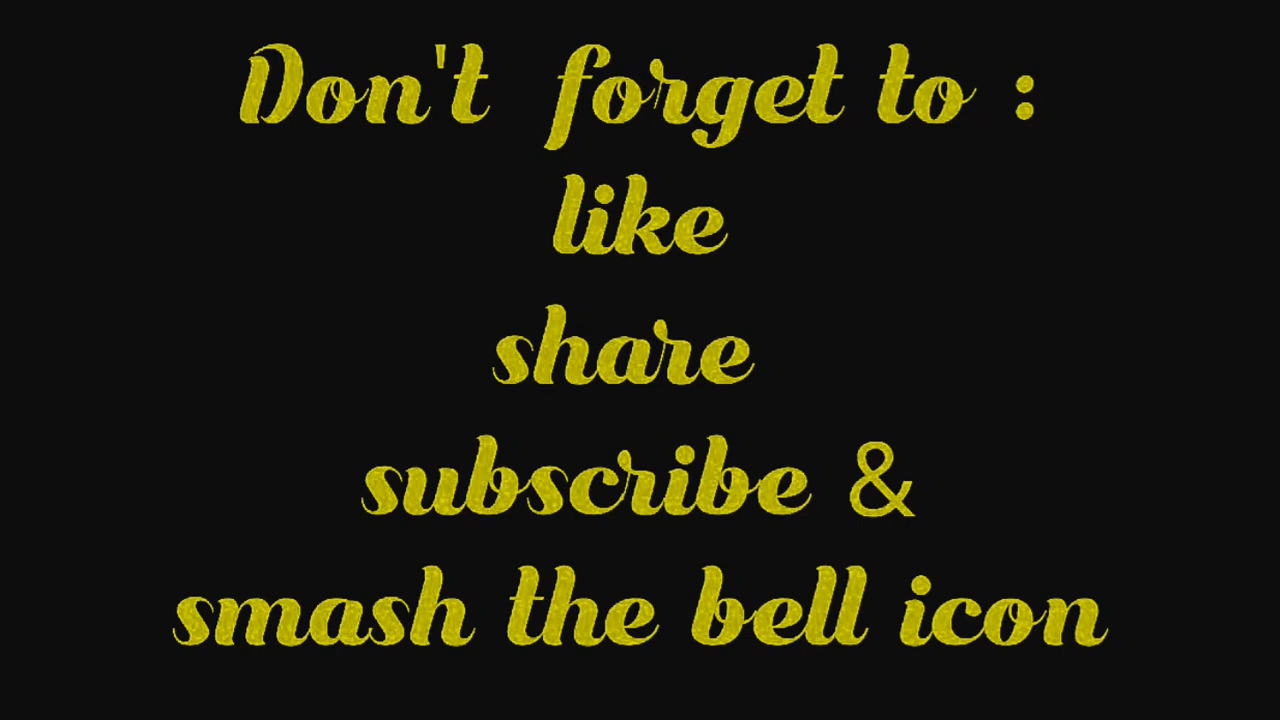 Don't forget to :
like
share
subscribe &
smash the bell icon